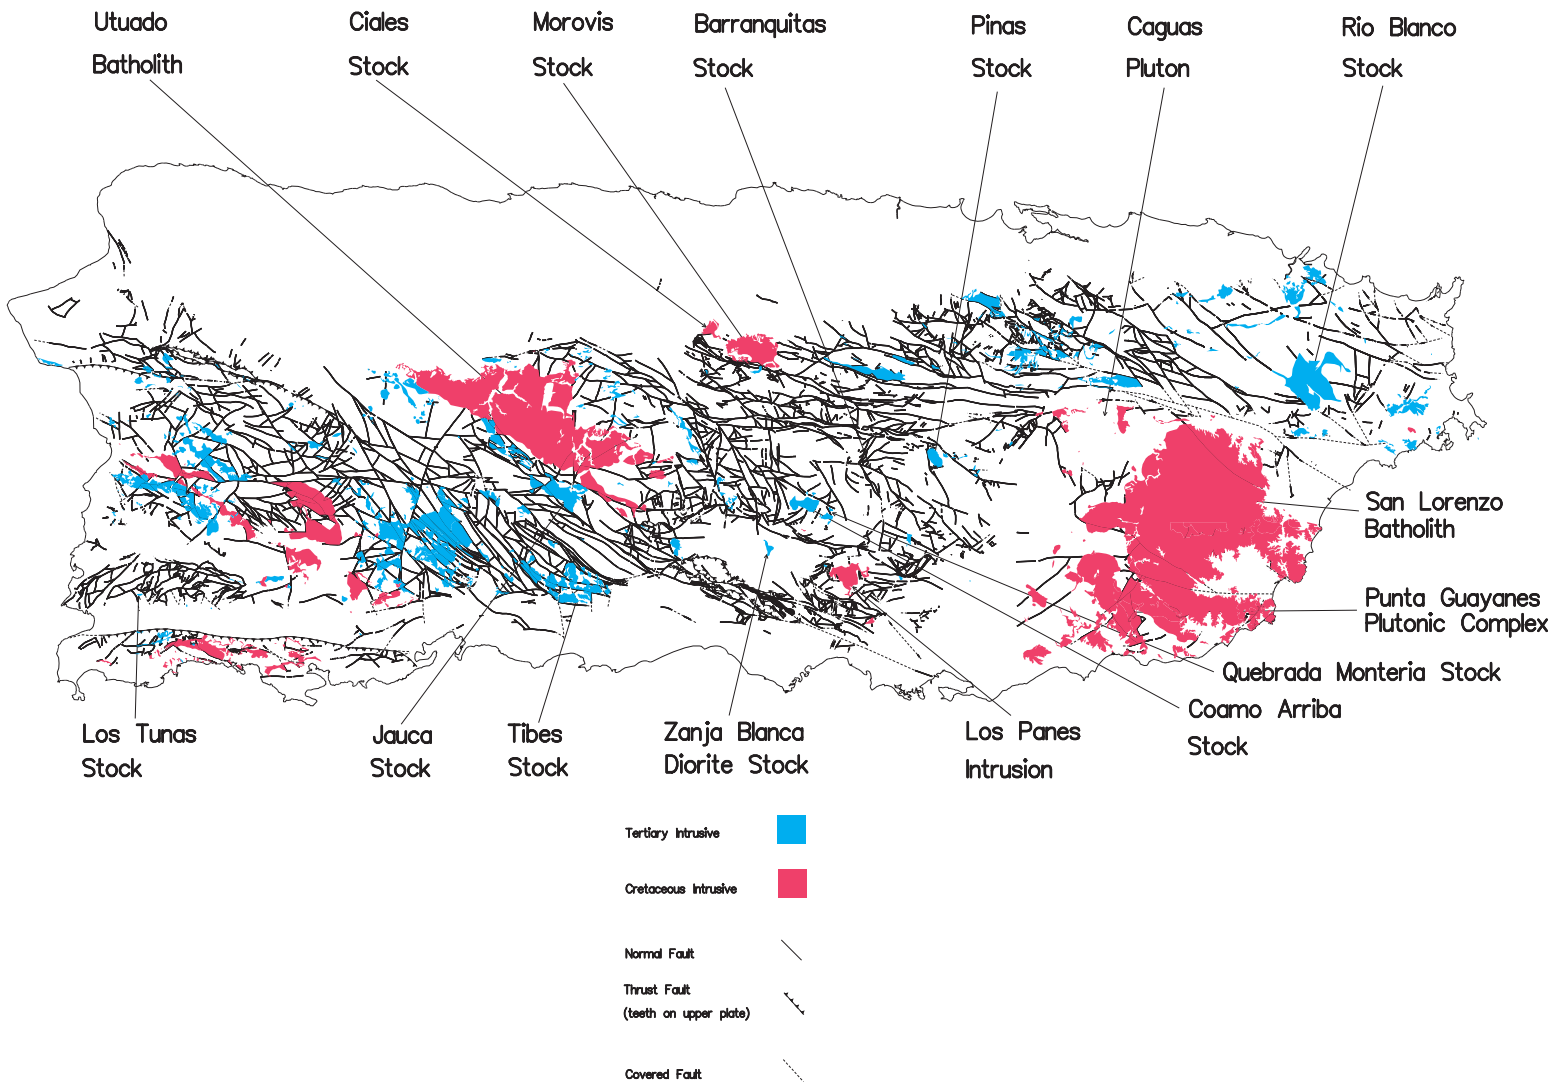 Utuado
Batholith
Ciales
Stock
Morovis
Stock
Barranquitas
Stock
Pinas
Stock
Caguas
Pluton
Rio Blanco
Stock
San Lorenzo
Batholith
Punta Guayanes
Plutonic Complex
Quebrada Monteria Stock
Coamo Arriba
Stock
Los Tunas
Stock
Jauca
Stock
Tibes
Stock
Zanja Blanca
Diorite Stock
Los Panes
Intrusion
Tertiary Intrusive
Cretaceous Intrusive
Normal Fault
Thrust Fault
(teeth on upper plate)
Covered Fault